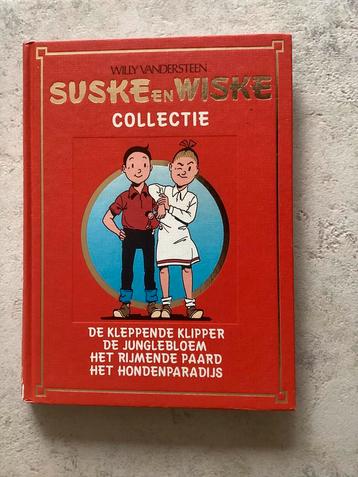 WILLY VANDERSTEEN
SUSKE EN WISKE
COLLECTIE
DE KLEPPENDE KLIPPER
DE JUNGLEBLOEM
HET RIJMENDE PAARD
HET HONDENPARADIJS